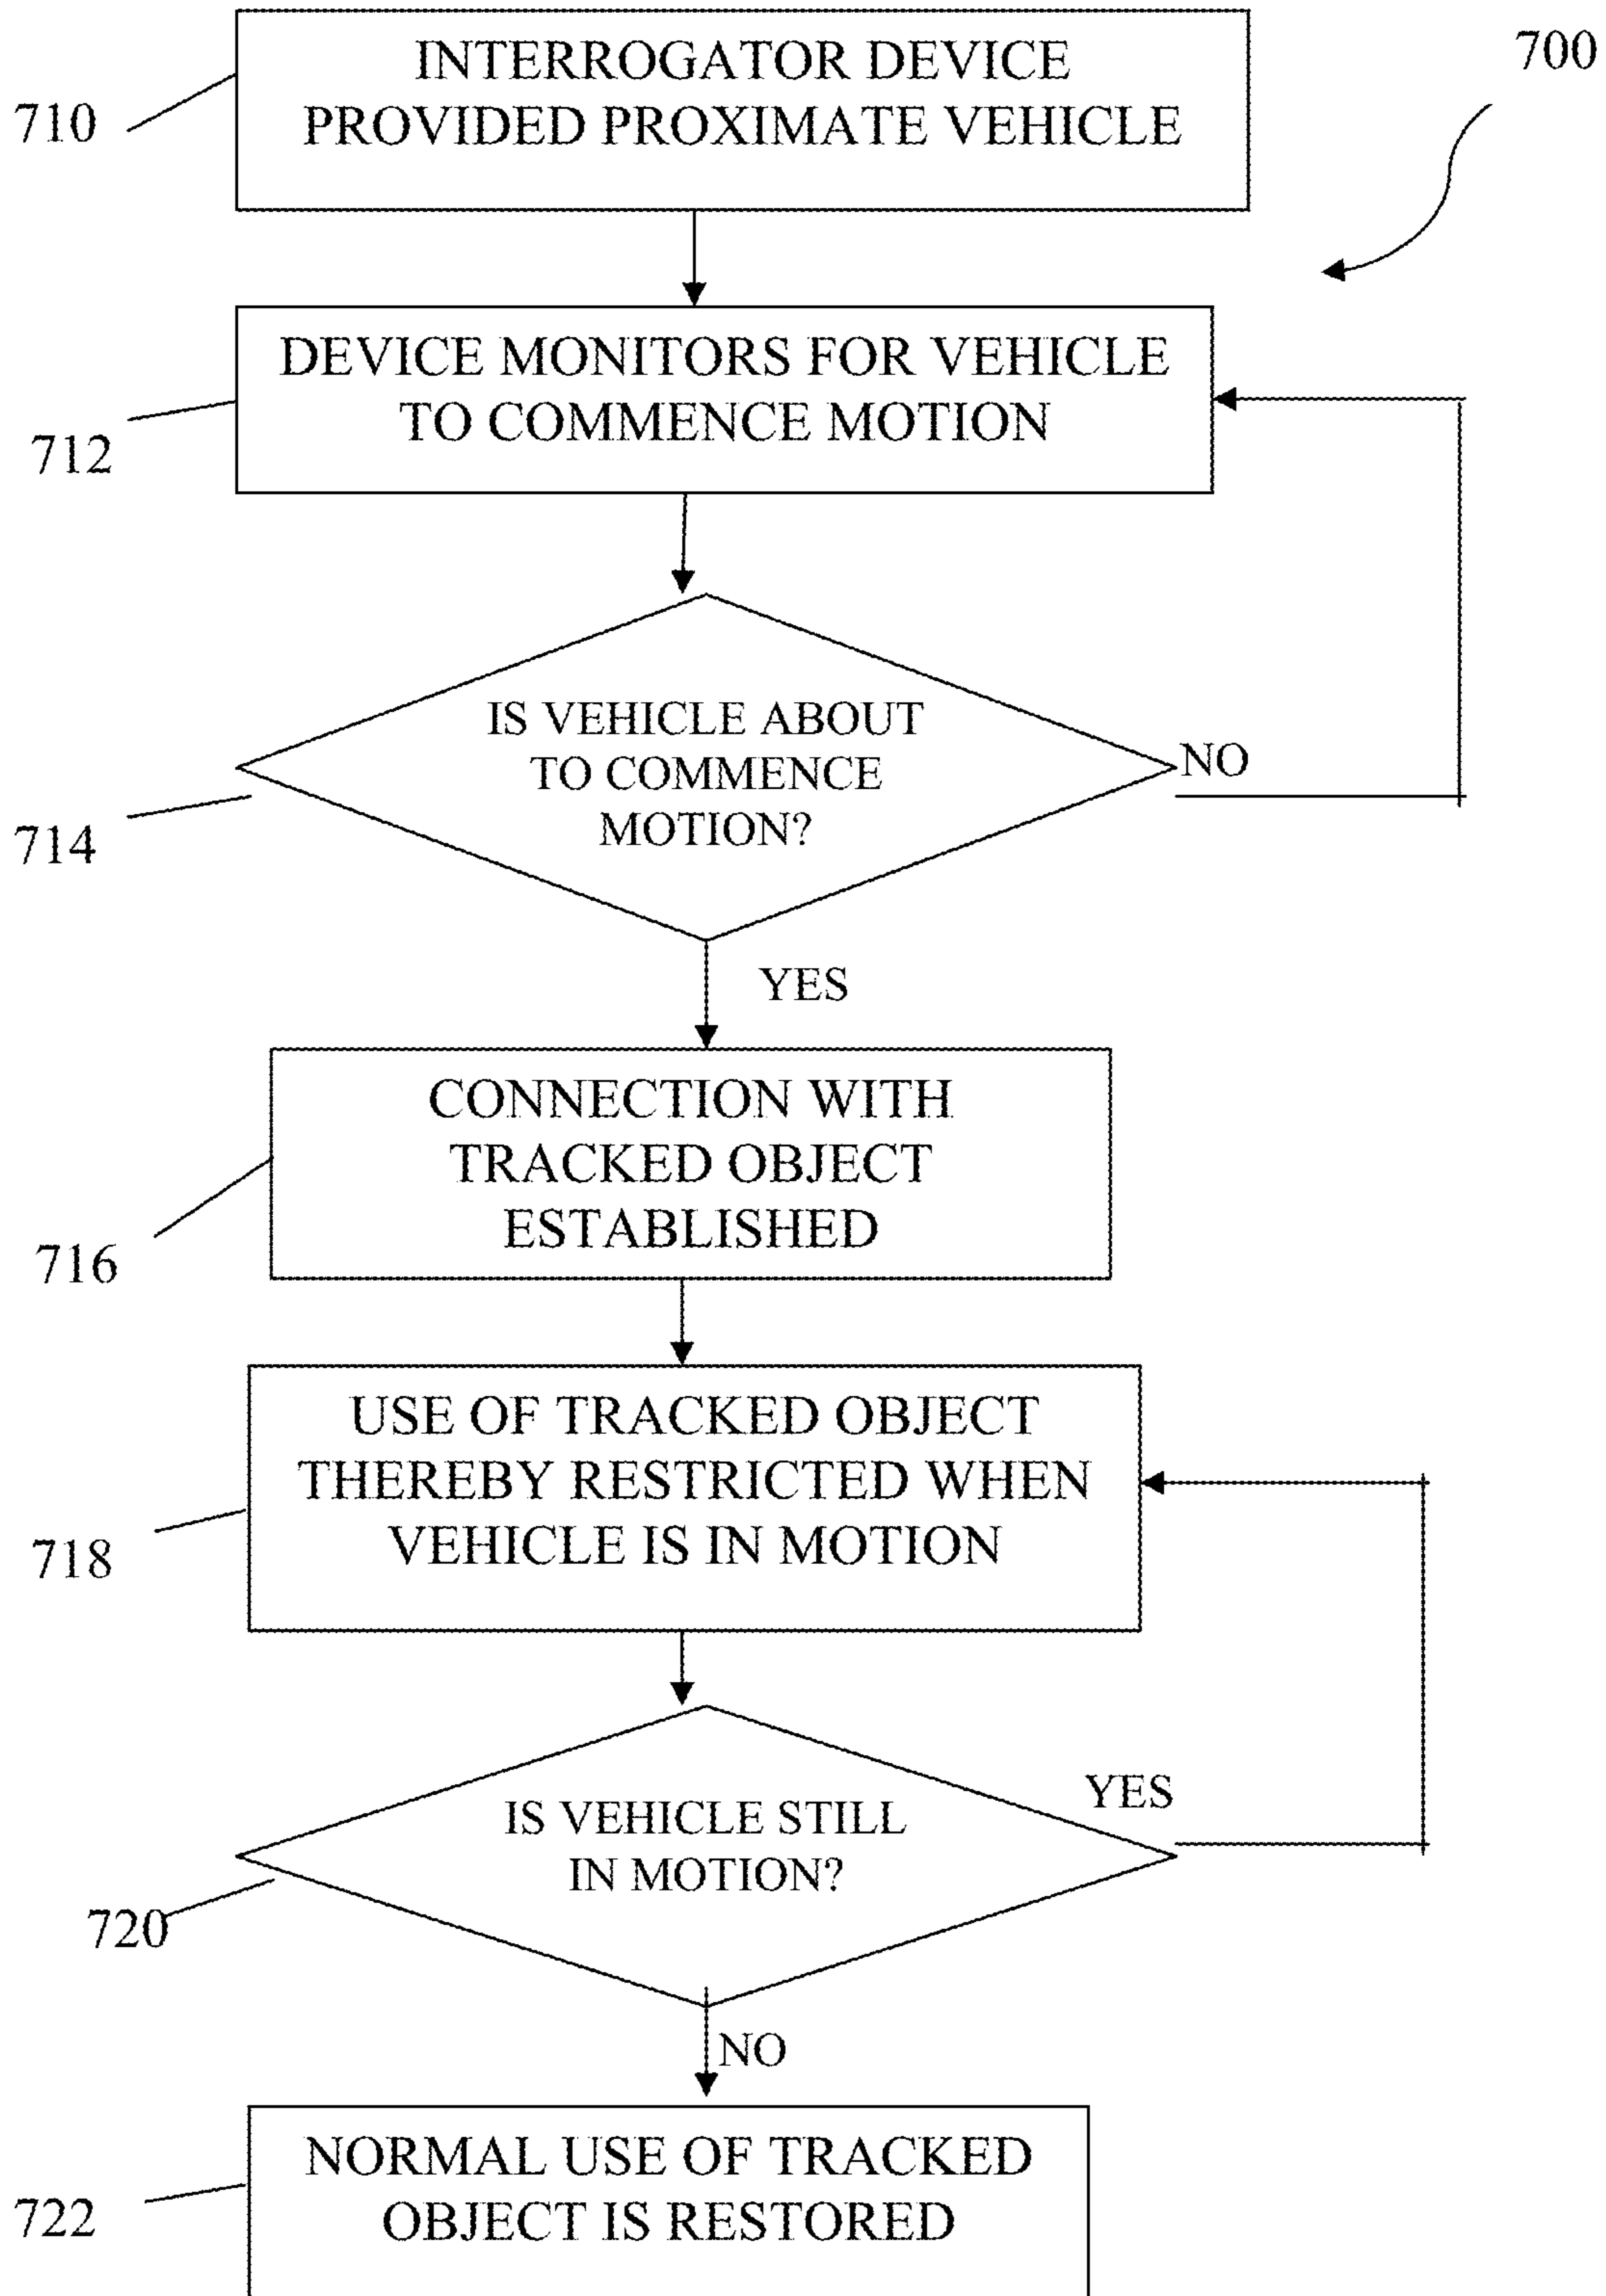 700
INTERROGATOR DEVICE
PROVIDED PROXIMATE VEHICLE
710
DEVICE MONITORS FOR VEHICLE
TO COMMENCE MOTION
712
IS VEHICLE ABOUT
TO COMMENCE
MOTION?
NO
714
YES
CONNECTION WITH
TRACKED OBJECT
ESTABLISHED
716
USE OF TRACKED OBJECT
THEREBY RESTRICTED WHEN
VEHICLE IS IN MOTION
718
IS VEHICLE STILL
IN MOTION?
YES
720
NO
NORMAL USE OF TRACKED
OBJECT IS RESTORED
722